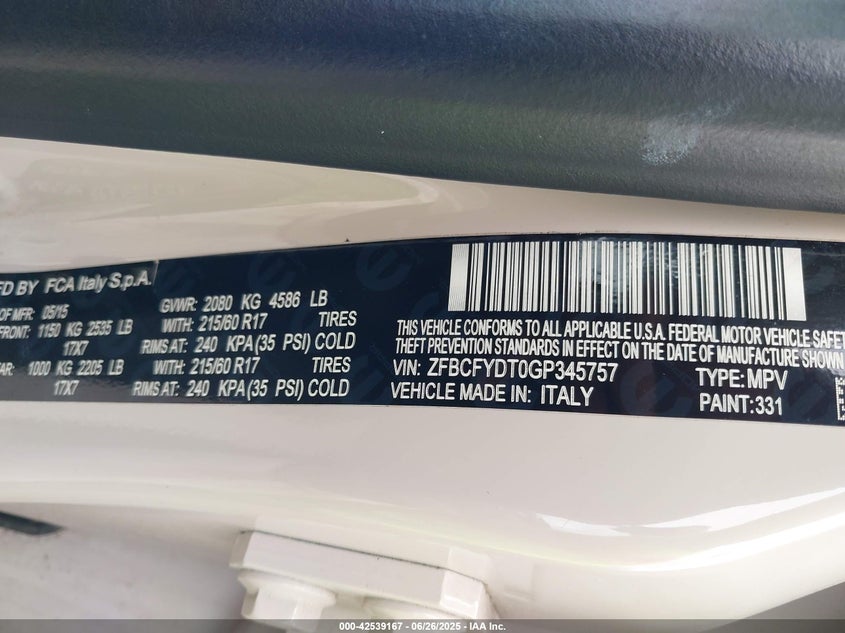 FD BY FCA Italy S.p.A.
OF MFR: 05/15 GVWR: 2080 KG 4586 LB
FRONT: 1150 KG 2535 LB WITH: 215/60 R17 TIRES
17X7 RIMS AT: 240 KPA (35 PSI) COLD
AR: 1000 KG 2205 LB WITH: 215/60 R17 TIRES
17X7 RIMS AT: 240 KPA (35 PSI) COLD
THIS VEHICLE CONFORMS TO ALL APPLICABLE U.S.A. FEDERAL MOTOR VEHICLE SAFETY
THEFT PREVENTION STANDARDS IN EFFECT ON THE DATE OF MANUFACTURE SHOWN
VIN: ZFBCFYDT0GP345757 TYPE: MPV
VEHICLE MADE IN: ITALY PAINT: 331
000-42539167 - 06/26/2025 - IAA Inc.